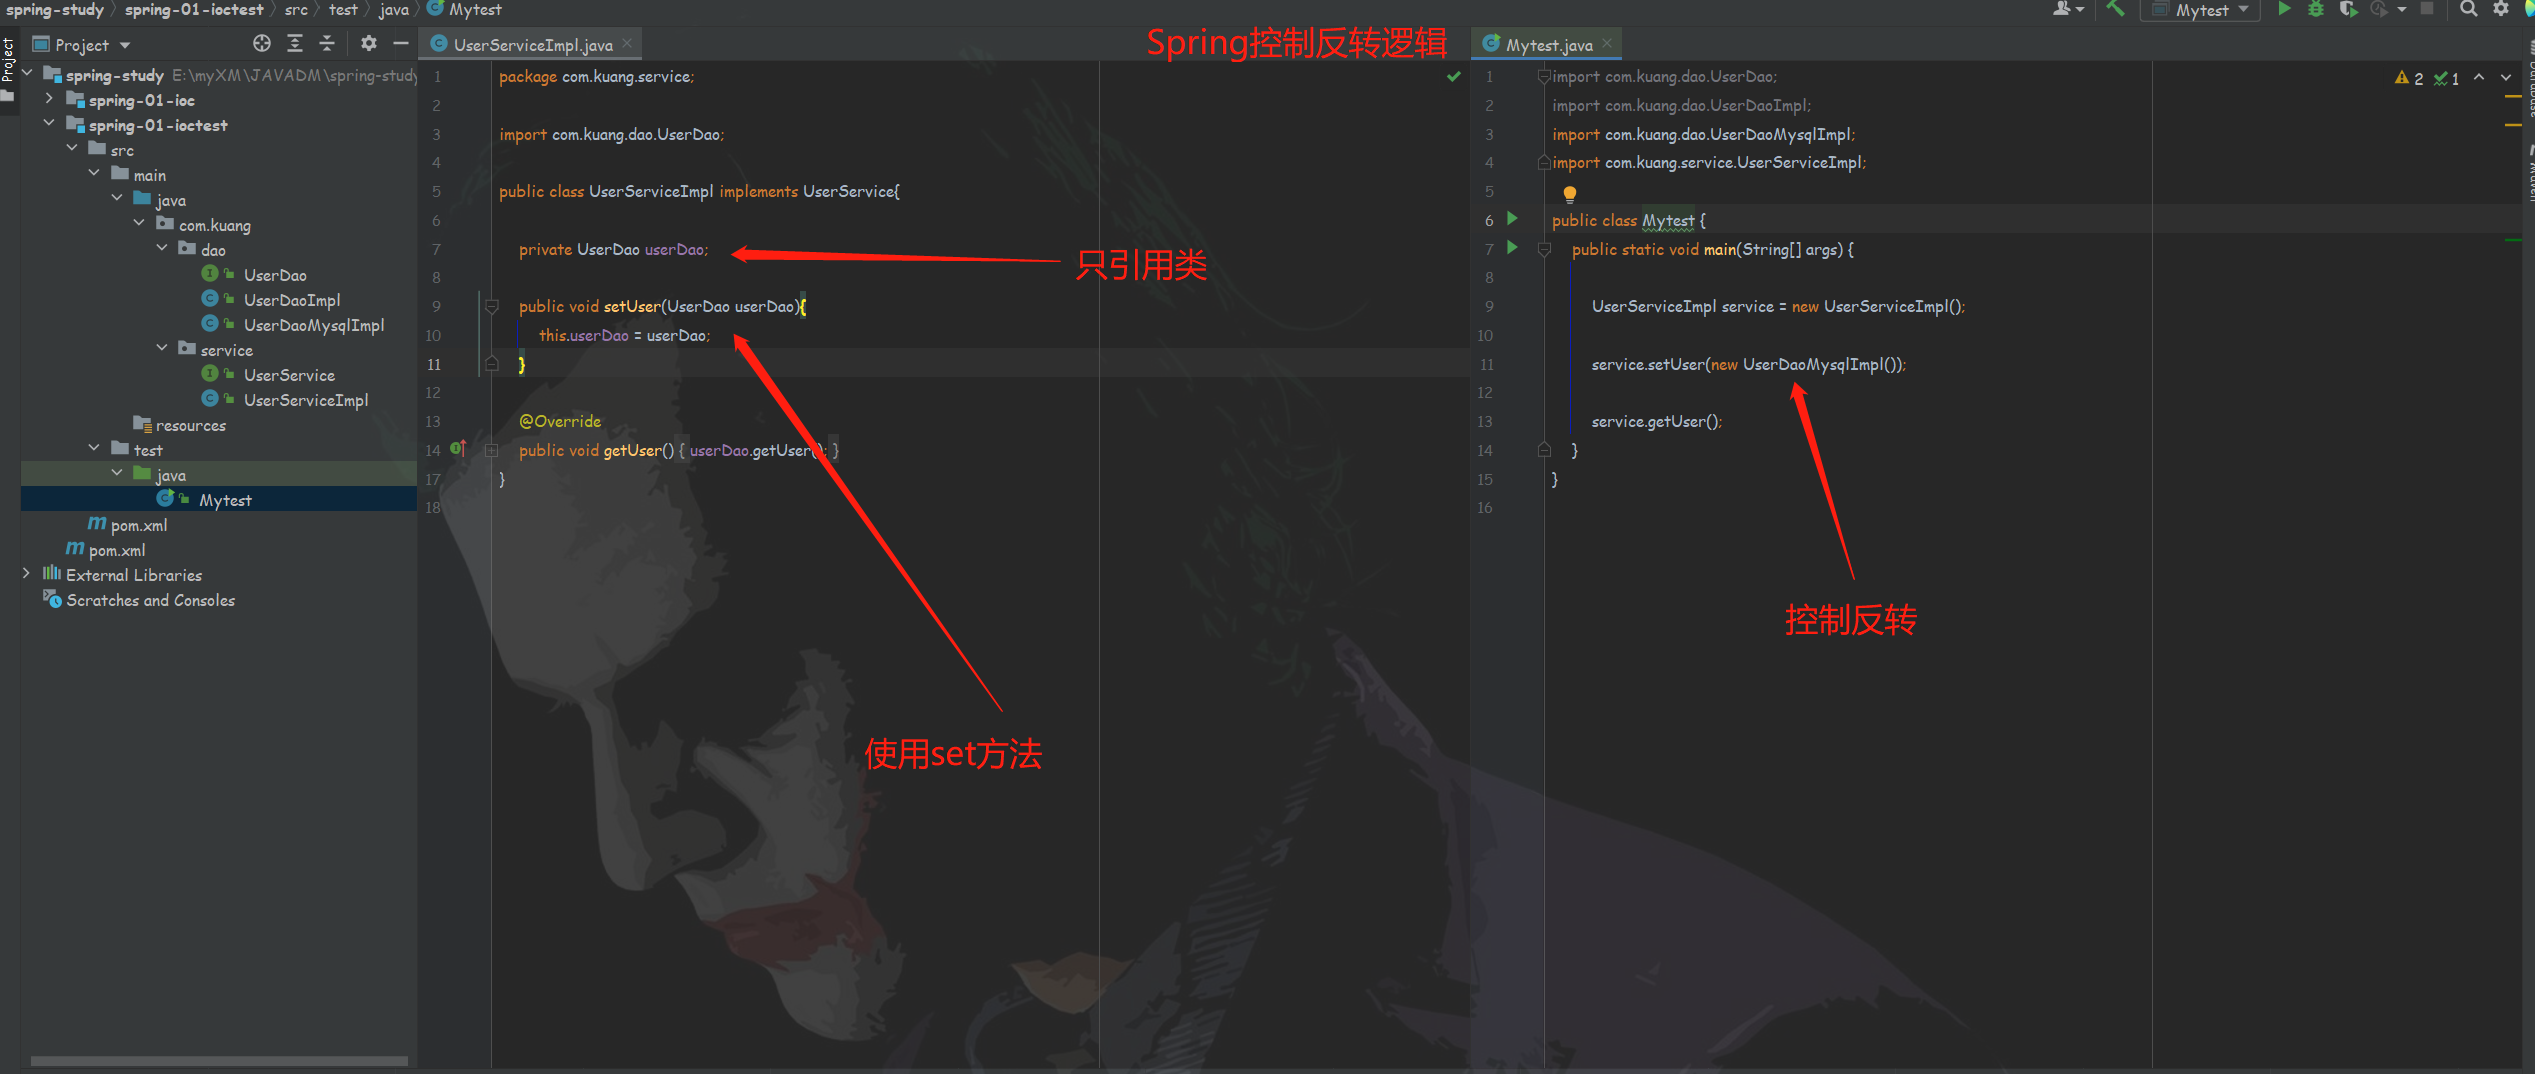 spring-study 〉 spring-01-ioctest 〉 src 〉 test 〉 java 〉 Mytest
Mytest
Project
Project
spring-study E:\myXM\JAVADM\spring-study
spring-01-ioc
spring-01-ioctest
src
main
java
com.kuang
dao
UserDao
UserDaoImpl
UserDaoMysqlImpl
service
UserService
UserServiceImpl
resources
test
java
Mytest
pom.xml
pom.xml
External Libraries
Scratches and Consoles
UserServiceImpl.java
Spring控制反转逻辑
1 package com.kuang.service;
2
3 import com.kuang.dao.UserDao;
4
5 public class UserServiceImpl implements UserService{
6
7 private UserDao userDao;
只引用类
8
9 public void setUser(UserDao userDao){
10 this.userDao = userDao;
11 }
12
13 @Override
14 public void getUser() { userDao.getUser(); }
17 }
18
使用set方法
Mytest.java
2 1
1 import com.kuang.dao.UserDao;
2 import com.kuang.dao.UserDaoImpl;
3 import com.kuang.dao.UserDaoMysqlImpl;
4 import com.kuang.service.UserServiceImpl;
5
6 public class Mytest {
7 public static void main(String[] args) {
8
9 UserServiceImpl service = new UserServiceImpl();
10
11 service.setUser(new UserDaoMysqlImpl());
12
13 service.getUser();
14 }
15 }
16
控制反转